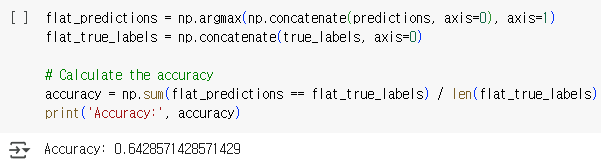 [ ] flat_predictions = np.argmax(np.concatenate(predictions, axis=0), axis=1)
flat_true_labels = np.concatenate(true_labels, axis=0)
# Calculate the accuracy
accuracy = np.sum(flat_predictions == flat_true_labels) / len(flat_true_labels)
print('Accuracy:', accuracy)
Accuracy: 0.6428571428571429